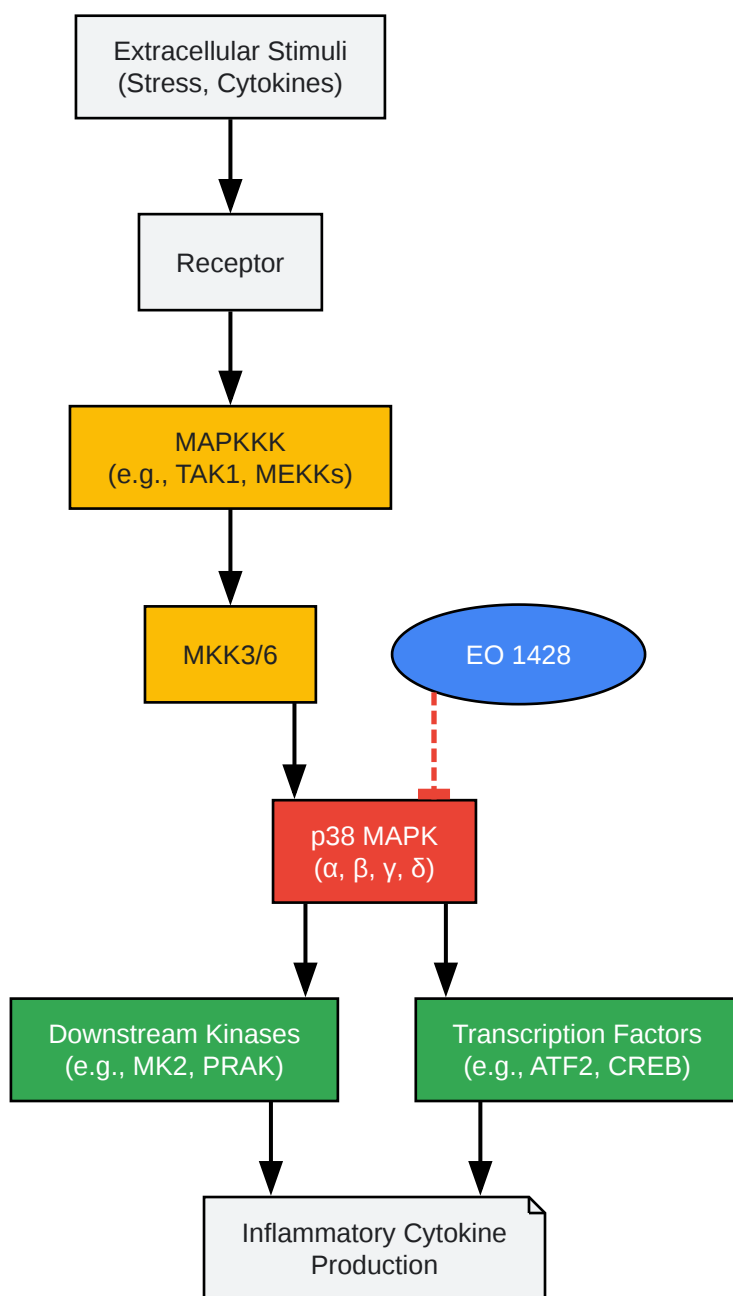 Extracellular Stimuli
(Stress, Cytokines)
Receptor
MAPKKK
(e.g., TAK1, MEKKs)
MKK3/6
EO 1428
p38 MAPK
(α, β, γ, δ)
Downstream Kinases
(e.g., MK2, PRAK)
Transcription Factors
(e.g., ATF2, CREB)
Inflammatory Cytokine
Production